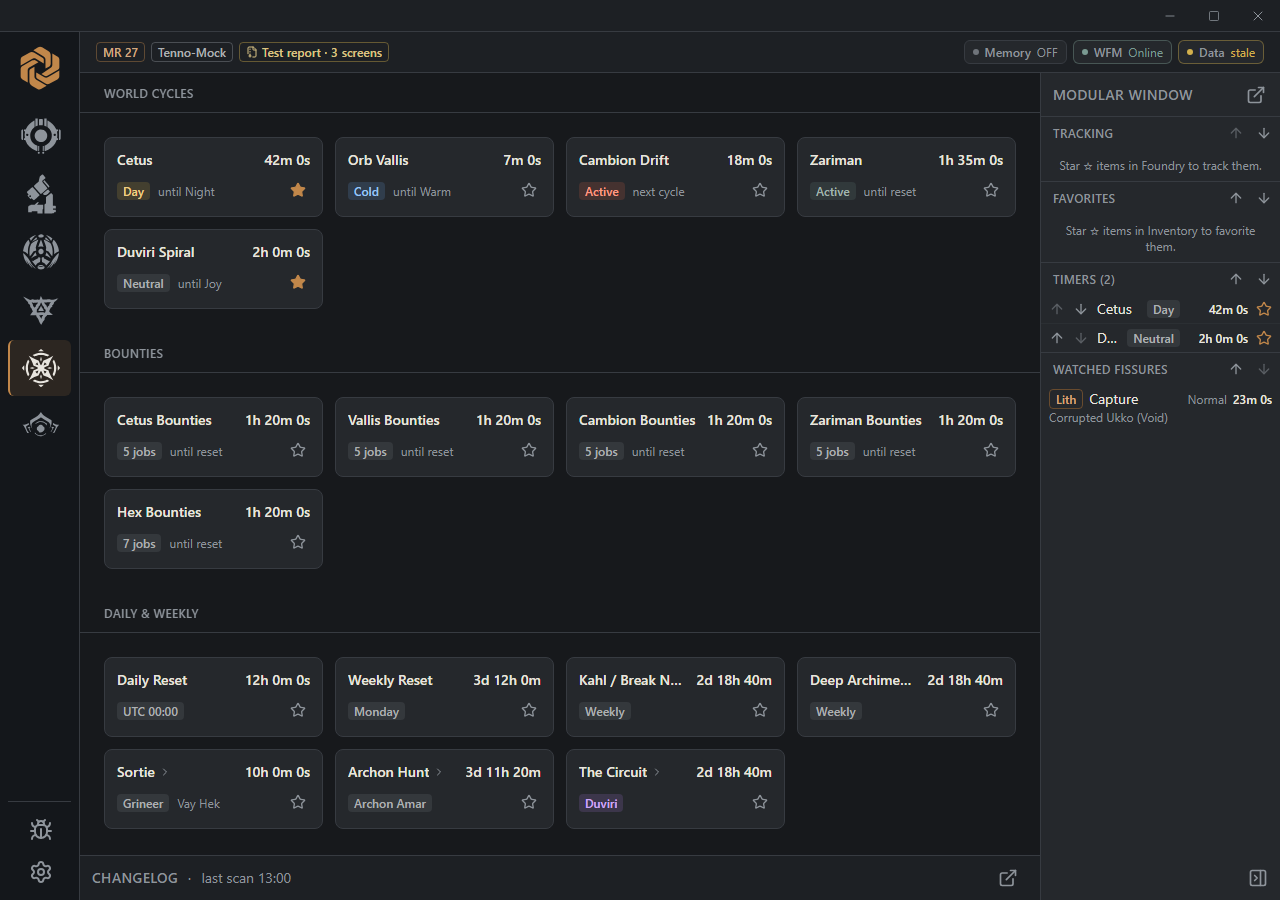 MR 27 Tenno-Mock Test report · 3 screens Memory OFF WFM Online Data stale
WORLD CYCLES
Cetus 42m 0s
Day until Night
Orb Vallis 7m 0s
Cold until Warm
Cambion Drift 18m 0s
Active next cycle
Zariman 1h 35m 0s
Active until reset
Duviri Spiral 2h 0m 0s
Neutral until Joy
BOUNTIES
Cetus Bounties 1h 20m 0s
5 jobs until reset
Vallis Bounties 1h 20m 0s
5 jobs until reset
Cambion Bounties 1h 20m 0s
5 jobs until reset
Zariman Bounties 1h 20m 0s
5 jobs until reset
Hex Bounties 1h 20m 0s
7 jobs until reset
DAILY & WEEKLY
Daily Reset 12h 0m 0s
UTC 00:00
Weekly Reset 3d 12h 0m
Monday
Kahl / Break N... 2d 18h 40m
Weekly
Deep Archime... 2d 18h 40m
Weekly
Sortie 10h 0m 0s
Grineer Vay Hek
Archon Hunt 3d 11h 20m
Archon Amar
The Circuit 2d 18h 40m
Duviri
CHANGELOG · last scan 13:00
MODULAR WINDOW
TRACKING
Star ☆ items in Foundry to track them.
FAVORITES
Star ☆ items in Inventory to favorite
them.
TIMERS (2)
Cetus Day 42m 0s
D... Neutral 2h 0m 0s
WATCHED FISSURES
Lith Capture Normal 23m 0s
Corrupted Ukko (Void)